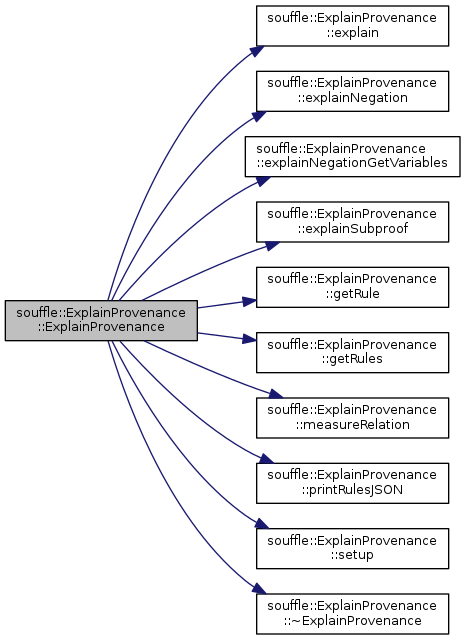 souffle::ExplainProvenance
::ExplainProvenance
souffle::ExplainProvenance
::explain
souffle::ExplainProvenance
::explainNegation
souffle::ExplainProvenance
::explainNegationGetVariables
souffle::ExplainProvenance
::explainSubproof
souffle::ExplainProvenance
::getRule
souffle::ExplainProvenance
::getRules
souffle::ExplainProvenance
::measureRelation
souffle::ExplainProvenance
::printRulesJSON
souffle::ExplainProvenance
::setup
souffle::ExplainProvenance
::~ExplainProvenance